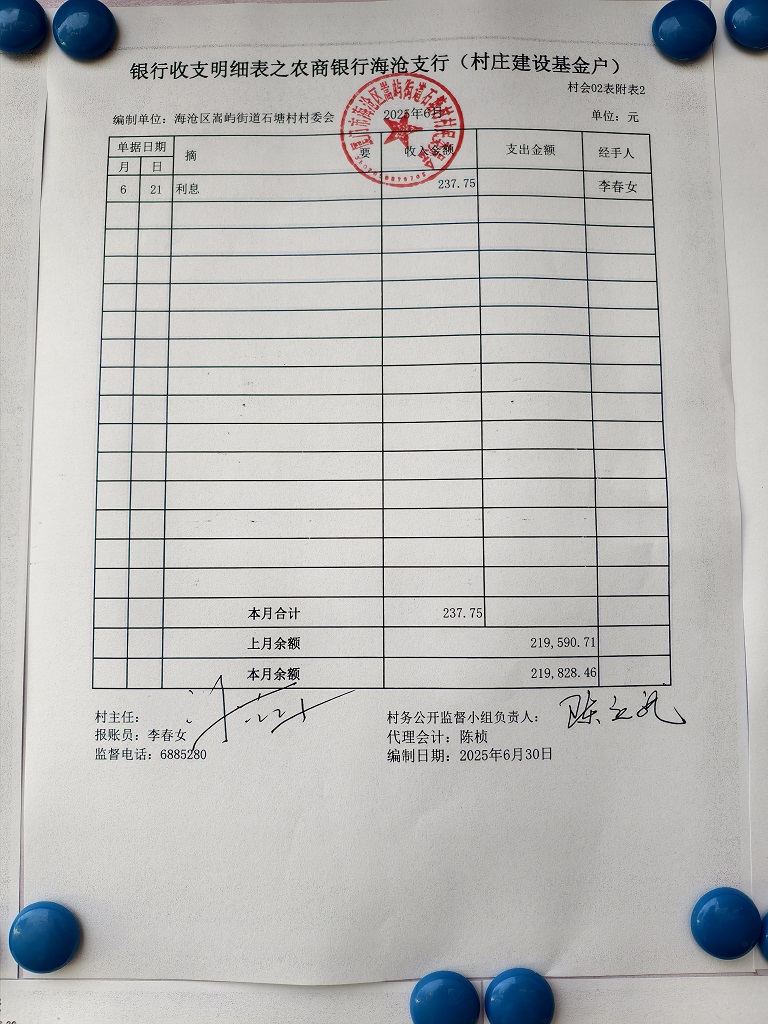 银行收支明细表之农商银行海沧支行（村庄建设基金户）
村会02表附表2
编制单位：海沧区嵩屿街道石塘村村委会 2025年6月 单位：元
单据日期 摘 要 收入金额 支出金额 经手人
月 日
6 21 利息 237.75 李春女
本月合计 237.75
上月余额 219,590.71
本月余额 219,828.46
村主任： 村务公开监督小组负责人：
报账员：李春女 代理会计：陈桢
监督电话：6885280 编制日期：2025年6月30日